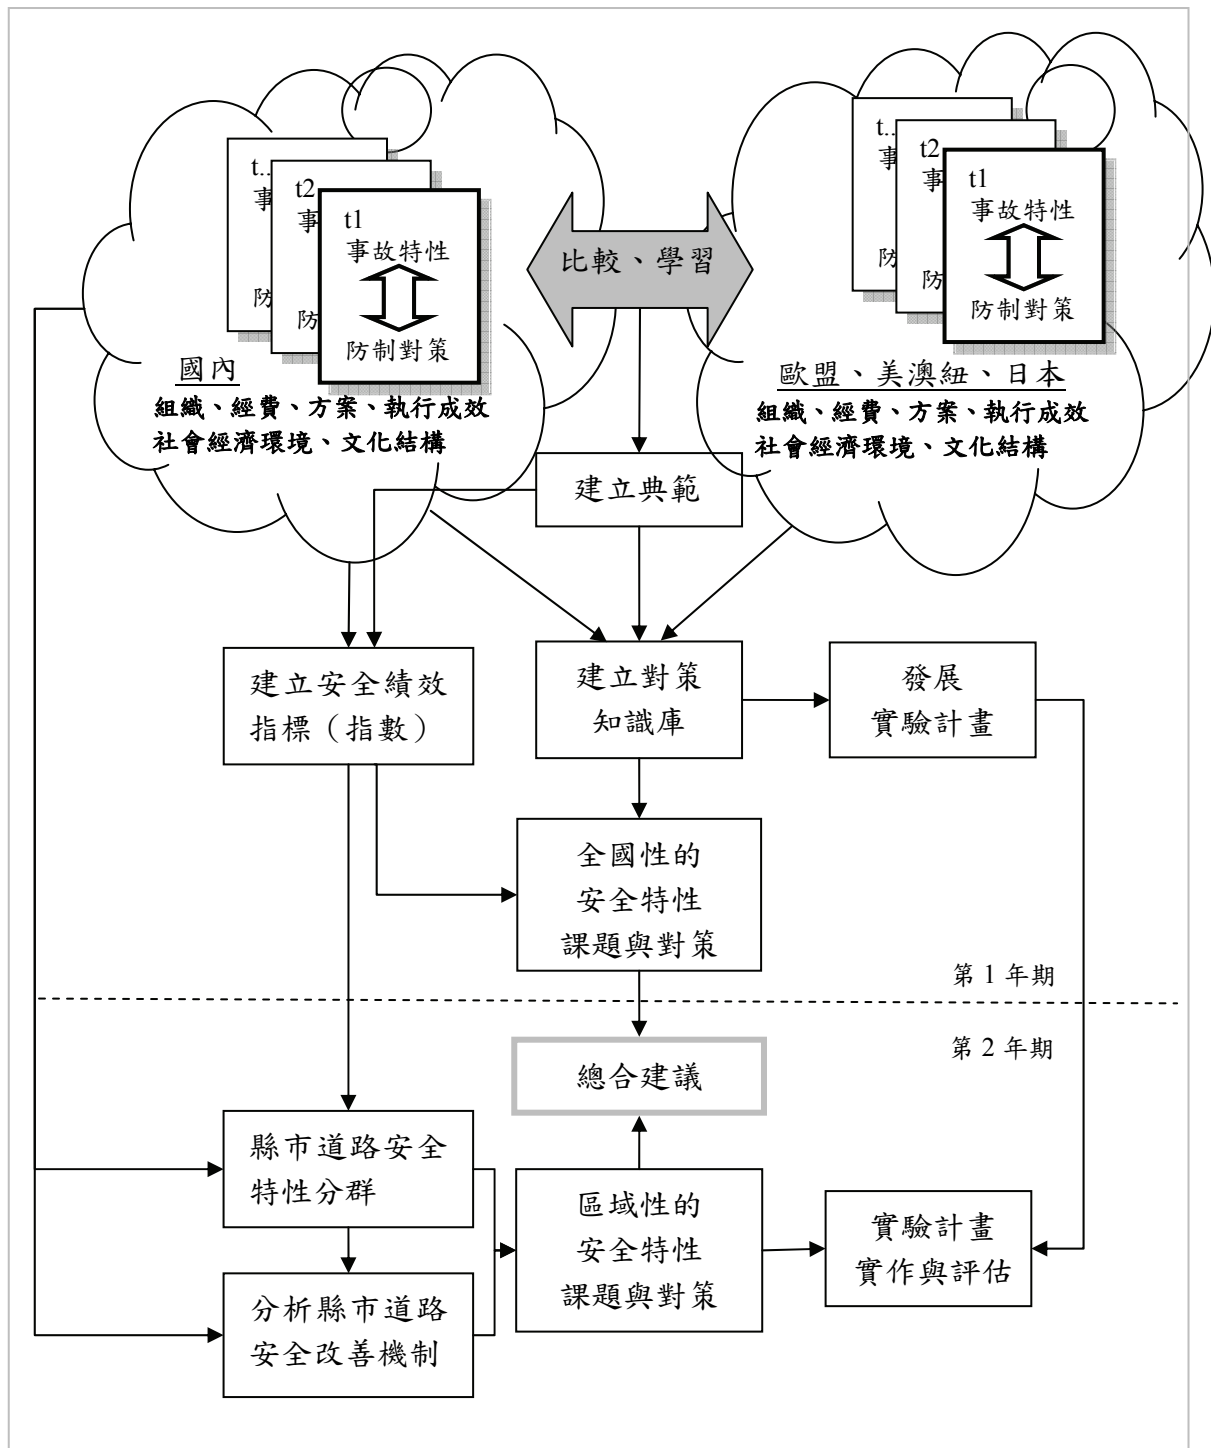 t..
事
防
t2
事
防
t1
事故特性
防制對策
國內
組織、經費、方案、執行成效
社會經濟環境、文化結構
比較、學習
t..
事
防
t2
事
防
t1
事故特性
防制對策
歐盟、美澳紐、日本
組織、經費、方案、執行成效
社會經濟環境、文化結構
建立典範
建立安全績效
指標（指數）
建立對策
知識庫
發展
實驗計畫
全國性的
安全特性
課題與對策
第 1 年期
第 2 年期
總合建議
縣市道路安全
特性分群
區域性的
安全特性
課題與對策
實驗計畫
實作與評估
分析縣市道路
安全改善機制